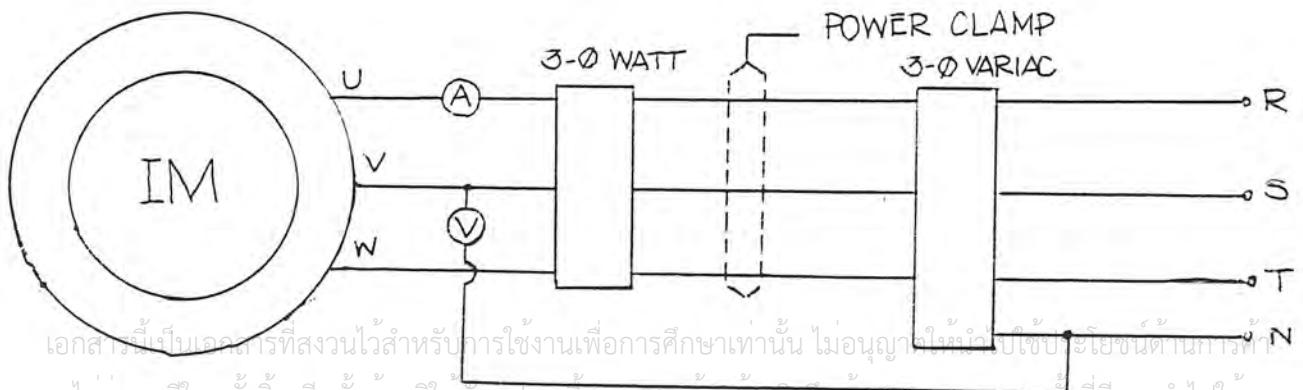 POWER CLAMP
3-Ø WATT
3-Ø VARIAC
U
A
R
IM
V
S
V
W
T
N
เอกสารนี้เป็นเอกสารที่สงวนไว้สำหรับการใช้งานเพื่อการศึกษาเท่านั้น ไม่อนุญาตให้นำไปใช้ประโยชน์ด้านการค้า